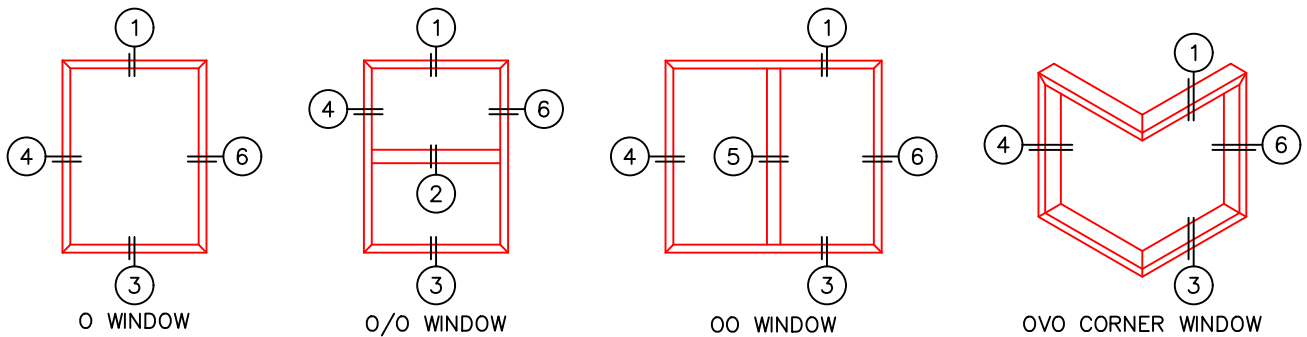 1 1 1 1
4 6 4 6 4 5 6 4 6
2
3 3 3 3
O WINDOW O/O WINDOW OO WINDOW OVO CORNER WINDOW